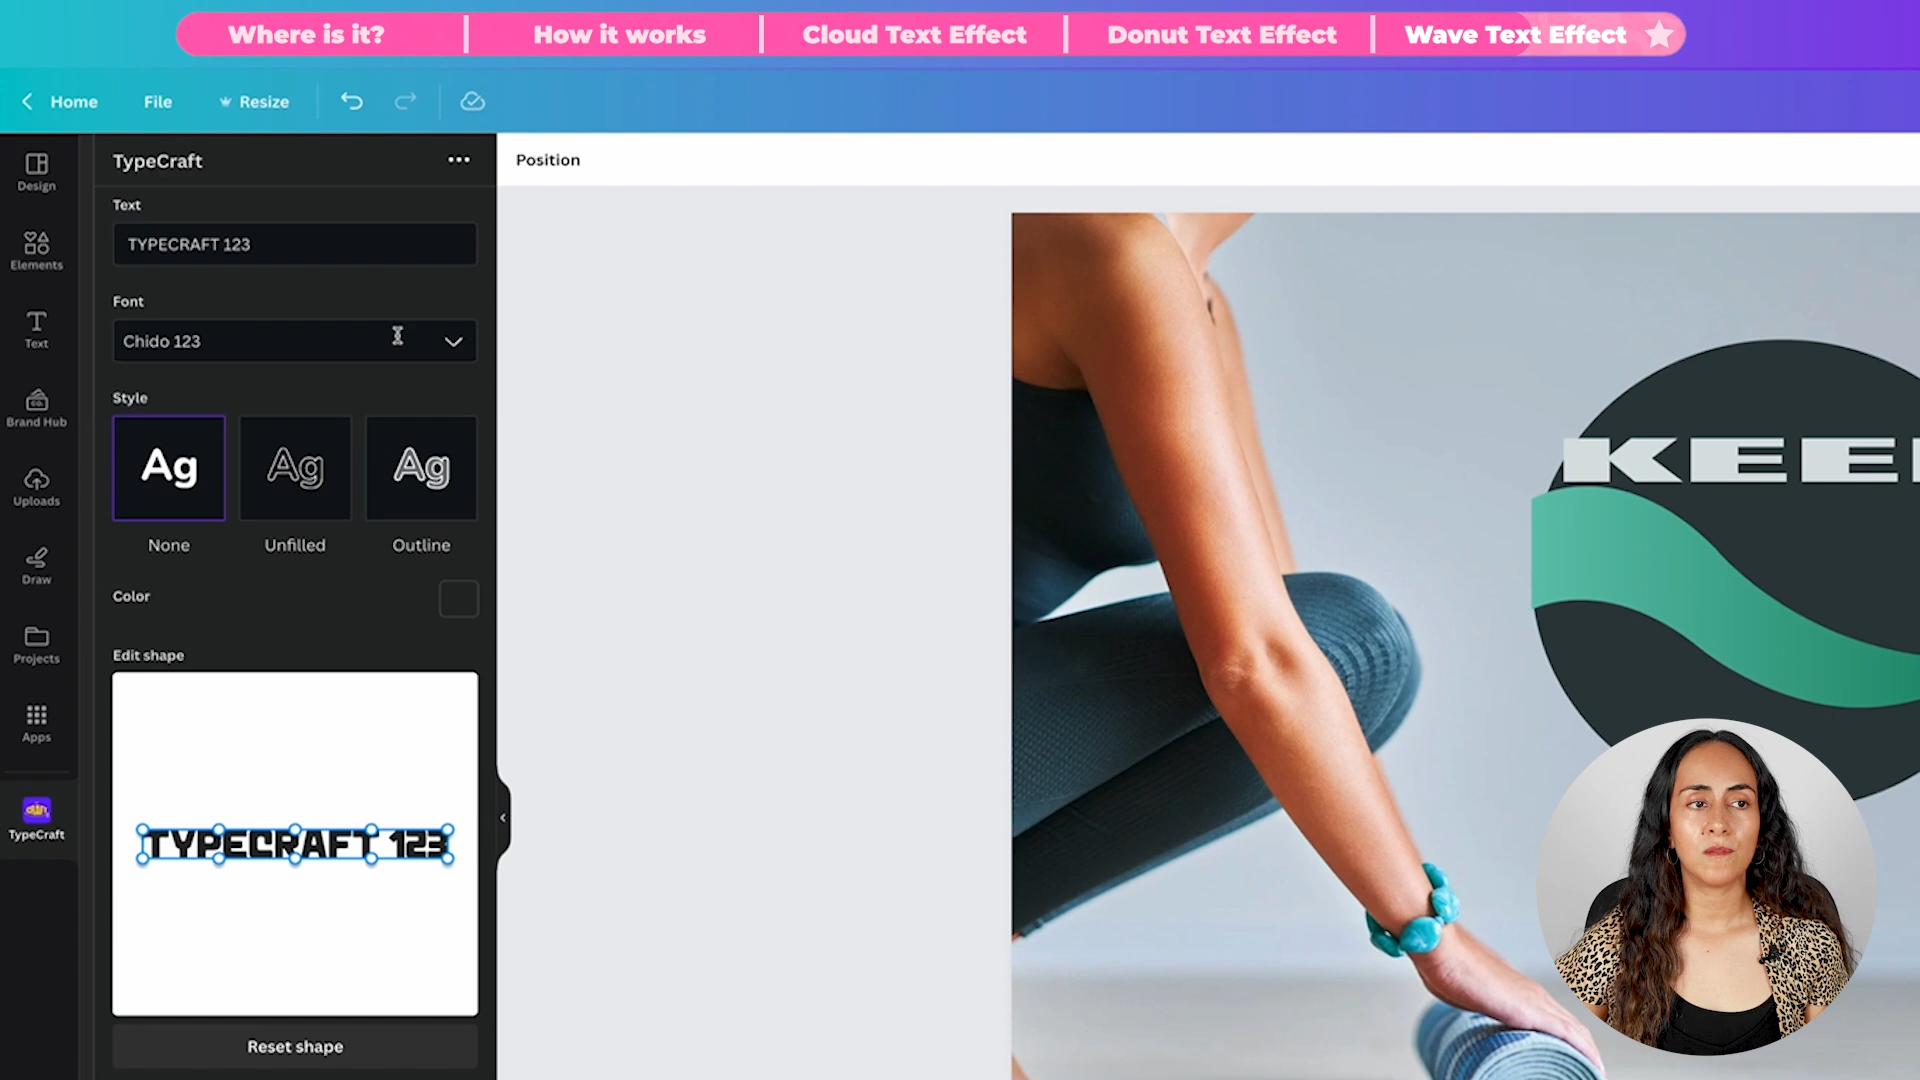 Where is it?
How it works
Cloud Text Effect
Donut Text Effect
Wave Text Effect
Home
File
Resize
TypeCraft
Position
Design
Elements
Text
Brand Hub
Uploads
Draw
Projects
Apps
TypeCraft
Text
TYPECRAFT 123
Font
Chido 123
Style
Ag
Ag
Ag
None
Unfilled
Outline
Color
Edit shape
TYPECRAFT 123
Reset shape